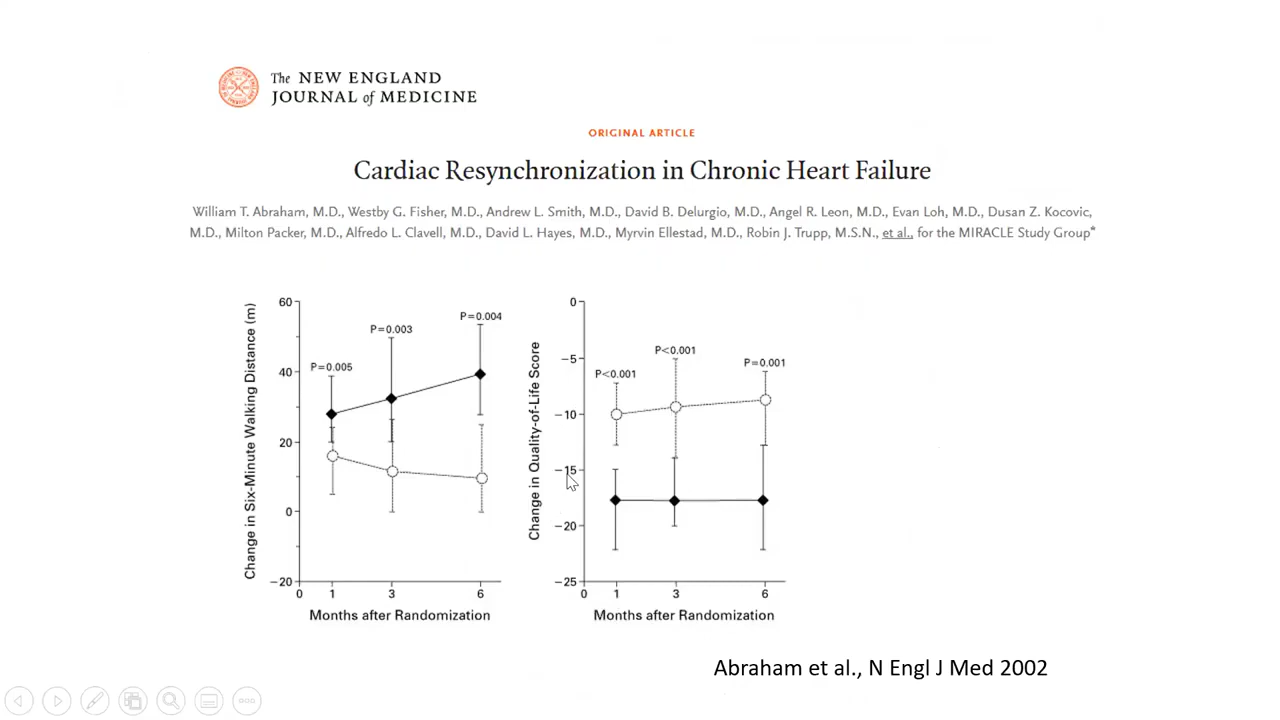 The NEW ENGLAND
JOURNAL of MEDICINE
ORIGINAL ARTICLE
Cardiac Resynchronization in Chronic Heart Failure
William T. Abraham, M.D., Westby G. Fisher, M.D., Andrew L. Smith, M.D., David B. Delurgio, M.D., Angel R. Leon, M.D., Evan Loh, M.D., Dusan Z. Kocovic,
M.D., Milton Packer, M.D., Alfredo L. Clavell, M.D., David L. Hayes, M.D., Myrvin Ellestad, M.D., Robin J. Trupp, M.S.N., et al., for the MIRACLE Study Group*
Change in Six-Minute Walking Distance (m)
60
40
20
0
−20
P=0.005
P=0.003
P=0.004
0 1 3 6
Months after Randomization
Change in Quality-of-Life Score
0
−5
−10
−15
−20
−25
P<0.001
P<0.001
P=0.001
0 1 3 6
Months after Randomization
Abraham et al., N Engl J Med 2002